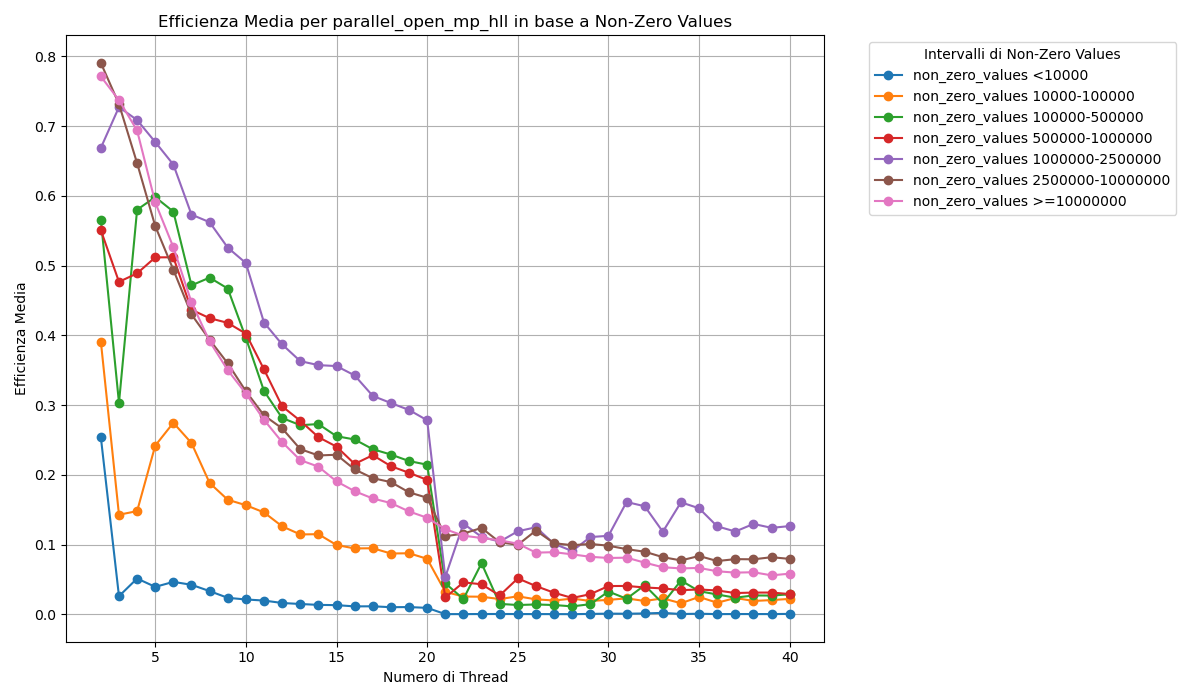 Efficienza Media per parallel_open_mp_hll in base a Non-Zero Values
Efficienza Media
0.8
0.7
0.6
0.5
0.4
0.3
0.2
0.1
0.0
5 10 15 20 25 30 35 40
Numero di Thread
Intervalli di Non-Zero Values
non_zero_values <10000
non_zero_values 10000-100000
non_zero_values 100000-500000
non_zero_values 500000-1000000
non_zero_values 1000000-2500000
non_zero_values 2500000-10000000
non_zero_values >=10000000